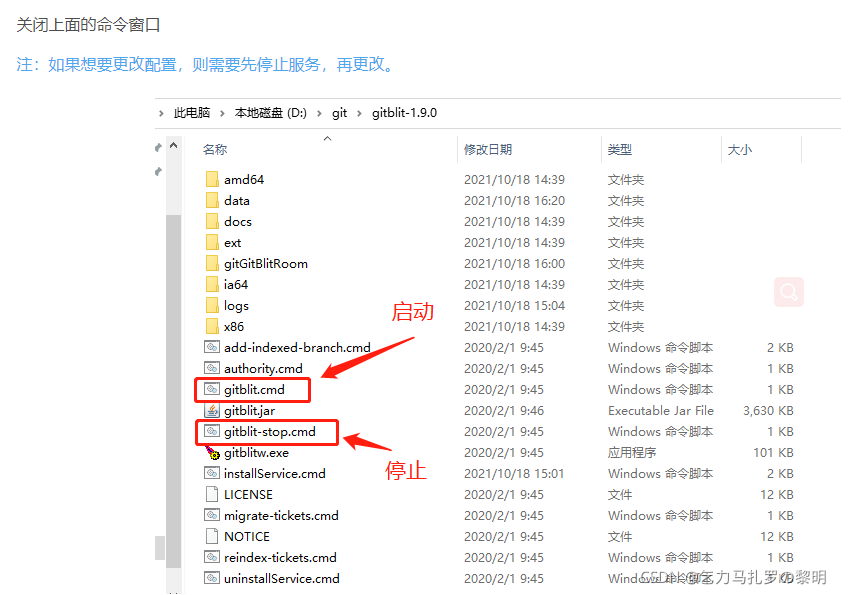 关闭上面的命令窗口
注：如果想要更改配置，则需要先停止服务，再更改。
此电脑 > 本地磁盘 (D:) > git > gitblit-1.9.0
名称 修改日期 类型 大小
amd64 2021/10/18 14:39 文件夹
data 2021/10/18 16:20 文件夹
docs 2021/10/18 14:39 文件夹
ext 2021/10/18 14:39 文件夹
gitGitBlitRoom 2021/10/18 16:00 文件夹
ia64 2021/10/18 14:39 文件夹
logs 2021/10/18 15:04 文件夹
x86 2021/10/18 14:39 文件夹
启动
add-indexed-branch.cmd 2020/2/1 9:45 Windows 命令脚本 2 KB
authority.cmd 2020/2/1 9:45 Windows 命令脚本 1 KB
gitblit.cmd 2020/2/1 9:45 Windows 命令脚本 1 KB
gitblit.jar 2020/2/1 9:46 Executable Jar File 3,630 KB
gitblit-stop.cmd 2020/2/1 9:45 Windows 命令脚本 1 KB
gitblitw.exe 2020/2/1 9:45 应用程序 101 KB
停止
installService.cmd 2021/10/18 15:01 Windows 命令脚本 2 KB
LICENSE 2020/2/1 9:45 文件 12 KB
migrate-tickets.cmd 2020/2/1 9:45 Windows 命令脚本 1 KB
NOTICE 2020/2/1 9:45 文件 12 KB
reindex-tickets.cmd 2020/2/1 9:45 Windows 命令脚本 1 KB
uninstallService.cmd 2020/2/1 9:45 Windows 命令脚本
CSDN @乞力马扎罗の黎明